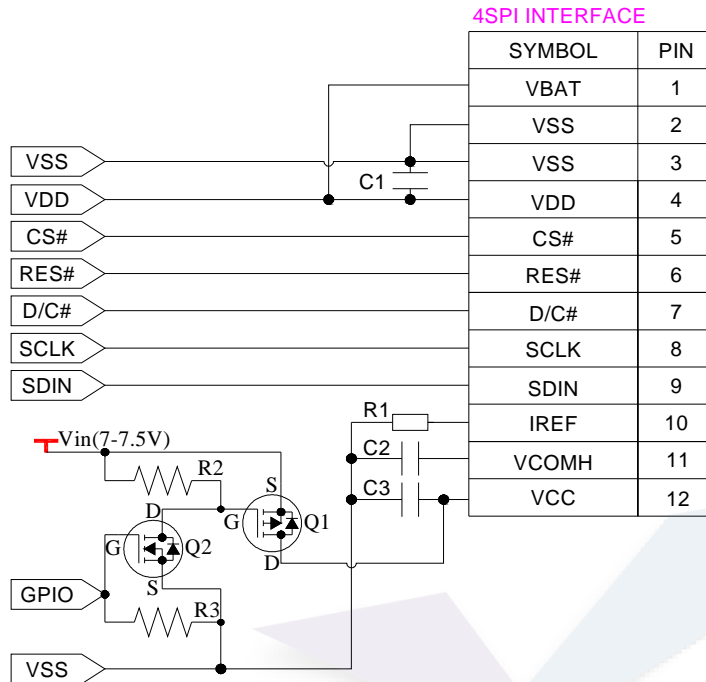 4SPI INTERFACE
SYMBOL PIN
VBAT 1
VSS 2
VSS VSS 3
C1
VDD VDD 4
CS# CS# 5
RES# RES# 6
D/C# D/C# 7
SCLK SCLK 8
SDIN SDIN 9
R1 IREF 10
Vin(7-7.5V)
C2 VCOMH 11
R2
C3 VCC 12
S
D G Q1
G Q2
D
S
GPIO
R3
VSS